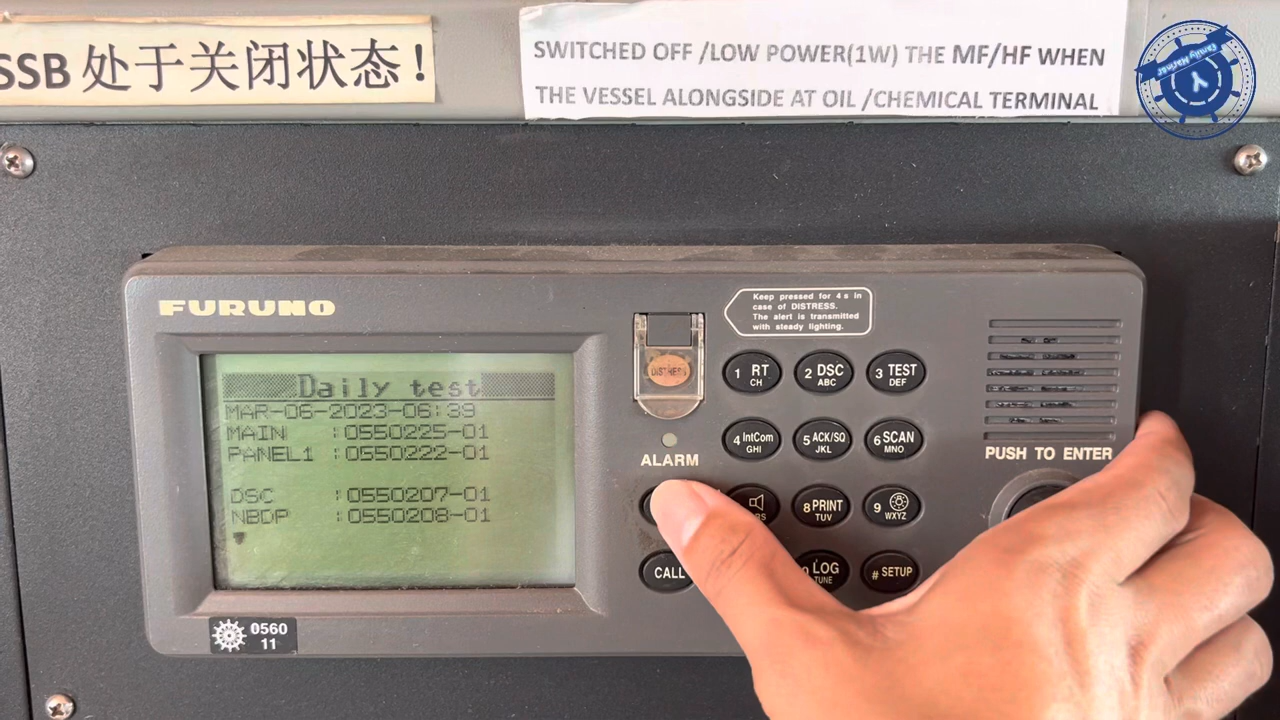 SSB 处于关闭状态！
SWITCHED OFF /LOW POWER(1W) THE MF/HF WHEN
THE VESSEL ALONGSIDE AT OIL /CHEMICAL TERMINAL
Family Mariner
FURUNO
Keep pressed for 4 s in
case of DISTRESS.
The alert is transmitted
with steady lighting.
DISTRESS
Daily test
MAR-06-2023-06:39
MAIN :0550225-01
PANEL1 :0550222-01
DSC :0550207-01
NBDP :0550208-01
1 RT
CH
2 DSC
ABC
3 TEST
DEF
4 IntCom
GHI
5 ACK/SQ
JKL
6 SCAN
MNO
ALARM
PUSH TO ENTER
8 PRINT
TUV
9
WXYZ
CALL
LOG
TUNE
# SETUP
0560
11